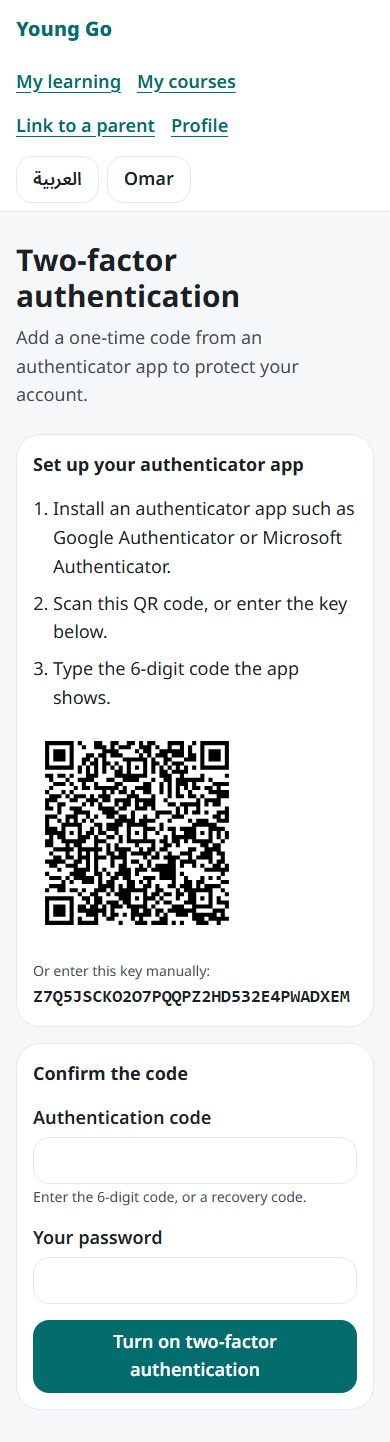 Young Go
My learning My courses
Link to a parent Profile
العربية Omar
Two-factor
authentication
Add a one-time code from an
authenticator app to protect your
account.
Set up your authenticator app
1. Install an authenticator app such as
Google Authenticator or Microsoft
Authenticator.
2. Scan this QR code, or enter the key
below.
3. Type the 6-digit code the app
shows.
Or enter this key manually:
Z7Q5JSCKO2O7PQQPZ2HD532E4PWADXEM
Confirm the code
Authentication code
Enter the 6-digit code, or a recovery code.
Your password
Turn on two-factor
authentication